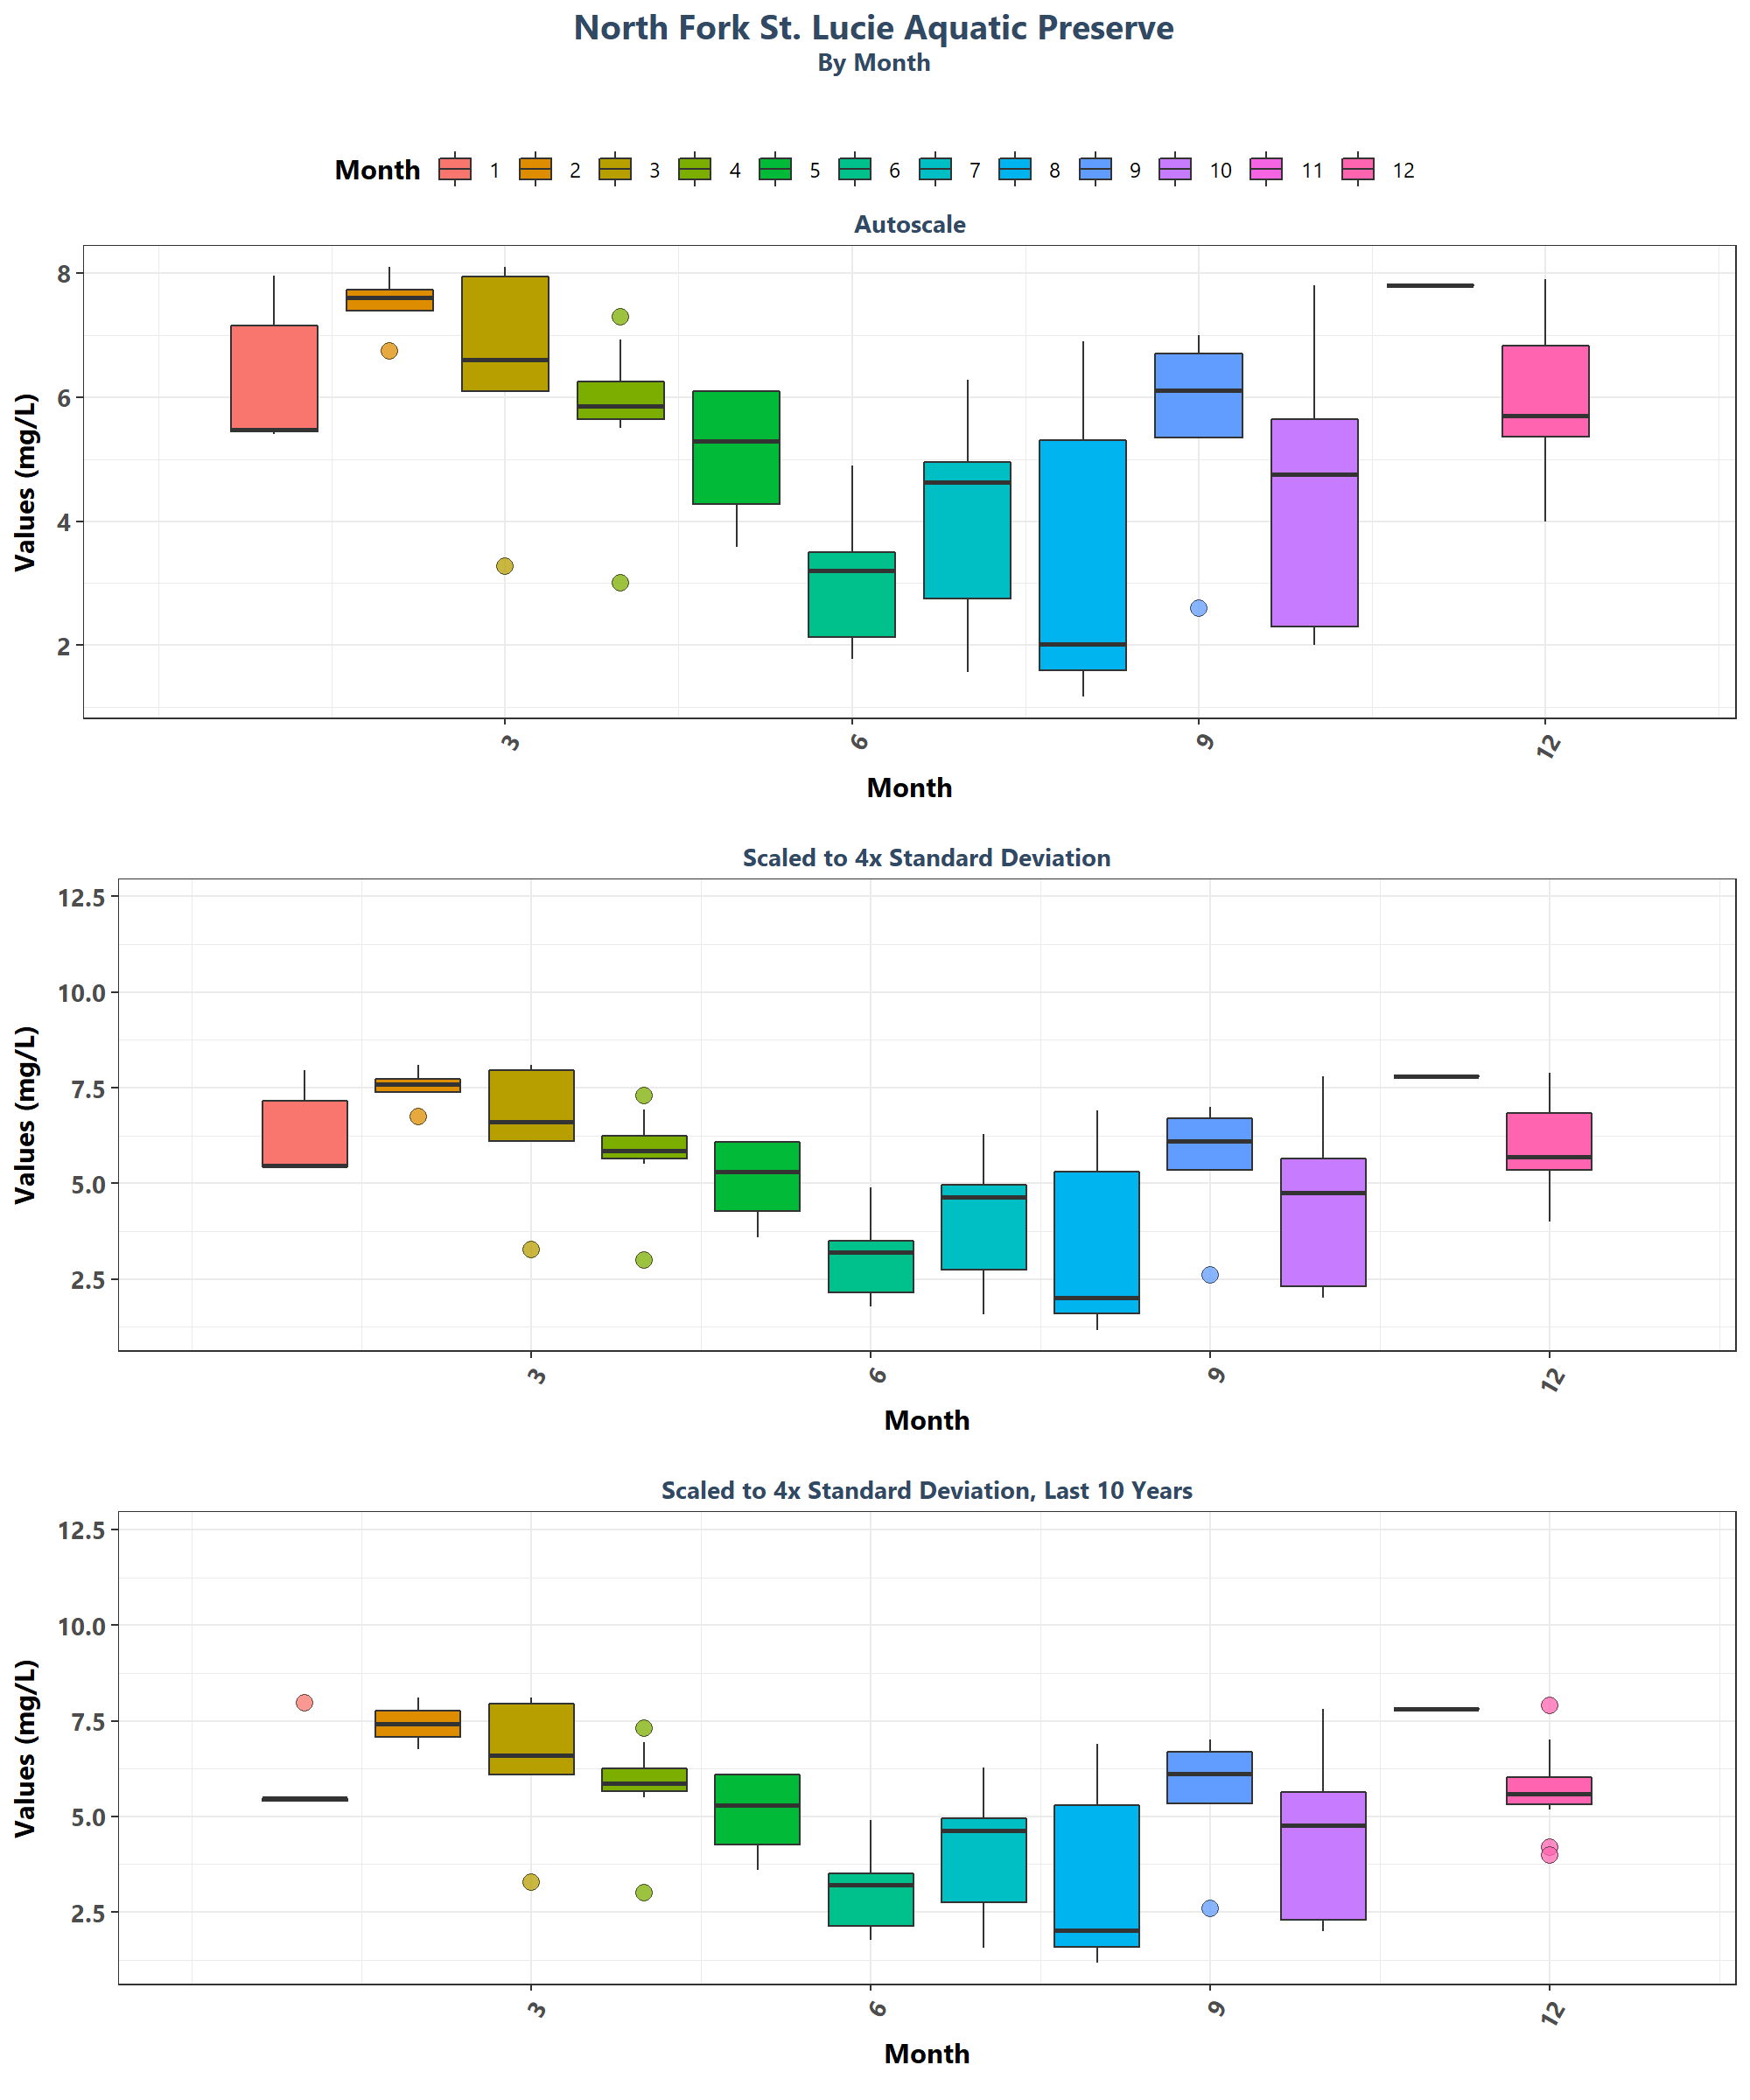 North Fork St. Lucie Aquatic Preserve
By Month
Month 1 2 3 4 5 6 7 8 9 10 11 12
Autoscale
Values (mg/L)
8
6
4
2
3 6 9 12
Month
Scaled to 4x Standard Deviation
Values (mg/L)
12.5
10.0
7.5
5.0
2.5
3 6 9 12
Month
Scaled to 4x Standard Deviation, Last 10 Years
Values (mg/L)
12.5
10.0
7.5
5.0
2.5
3 6 9 12
Month